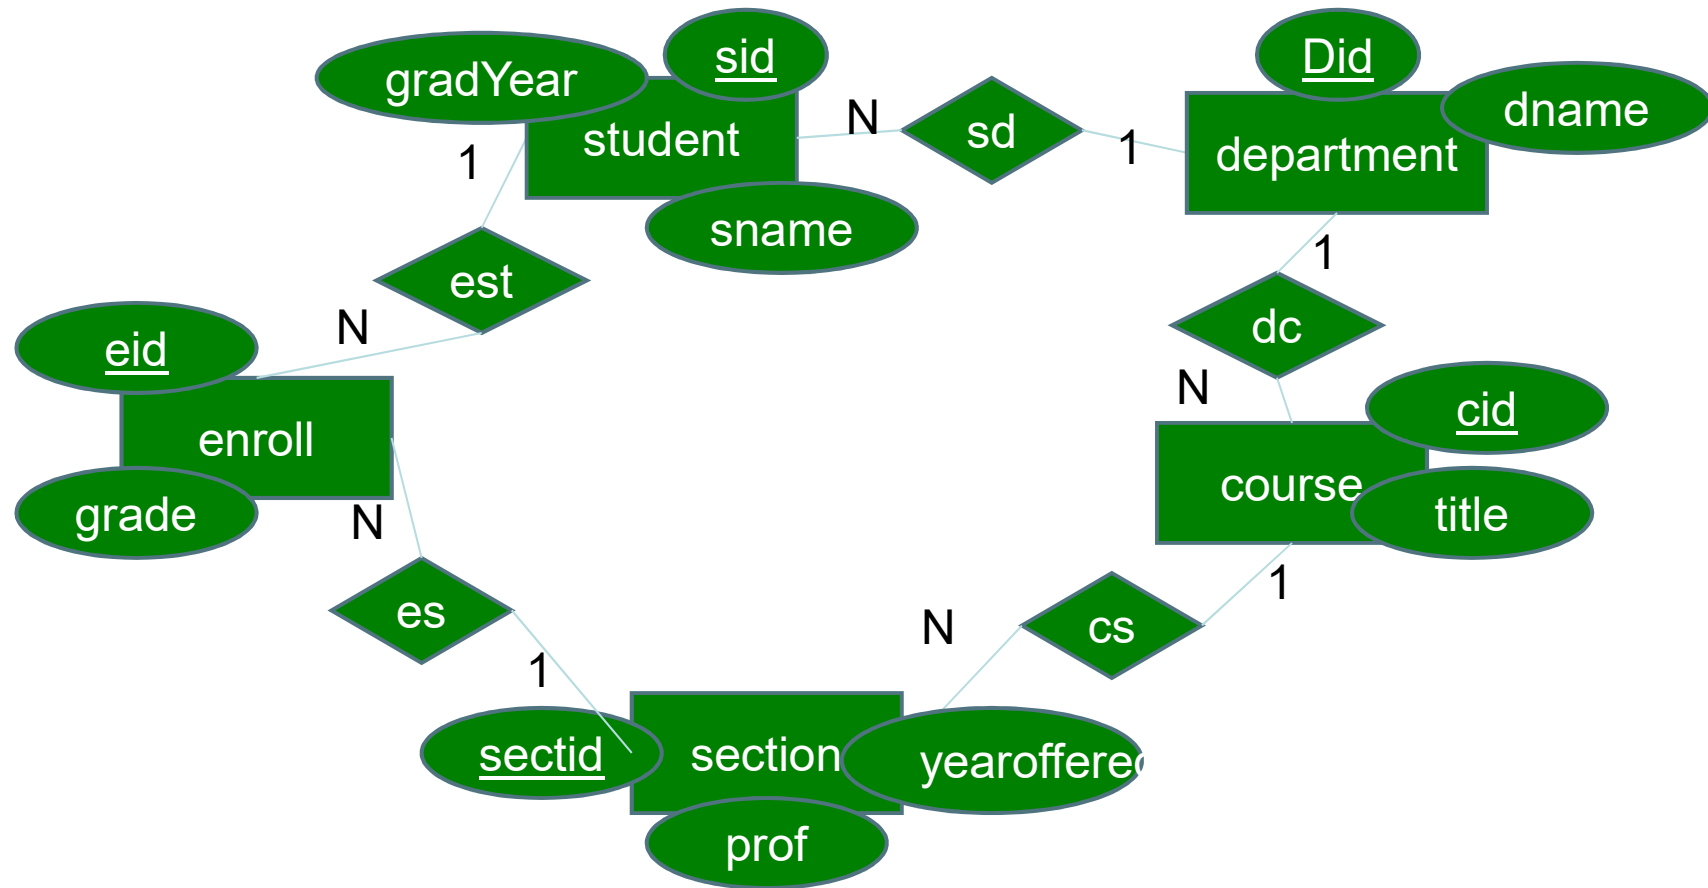 sid
Did
gradYear
dname
N
sd
student
1
department
1
sname
1
est
N
dc
eid
N
cid
enroll
course
grade
title
N
1
es
N
cs
1
sectid
section
yearoffered
prof